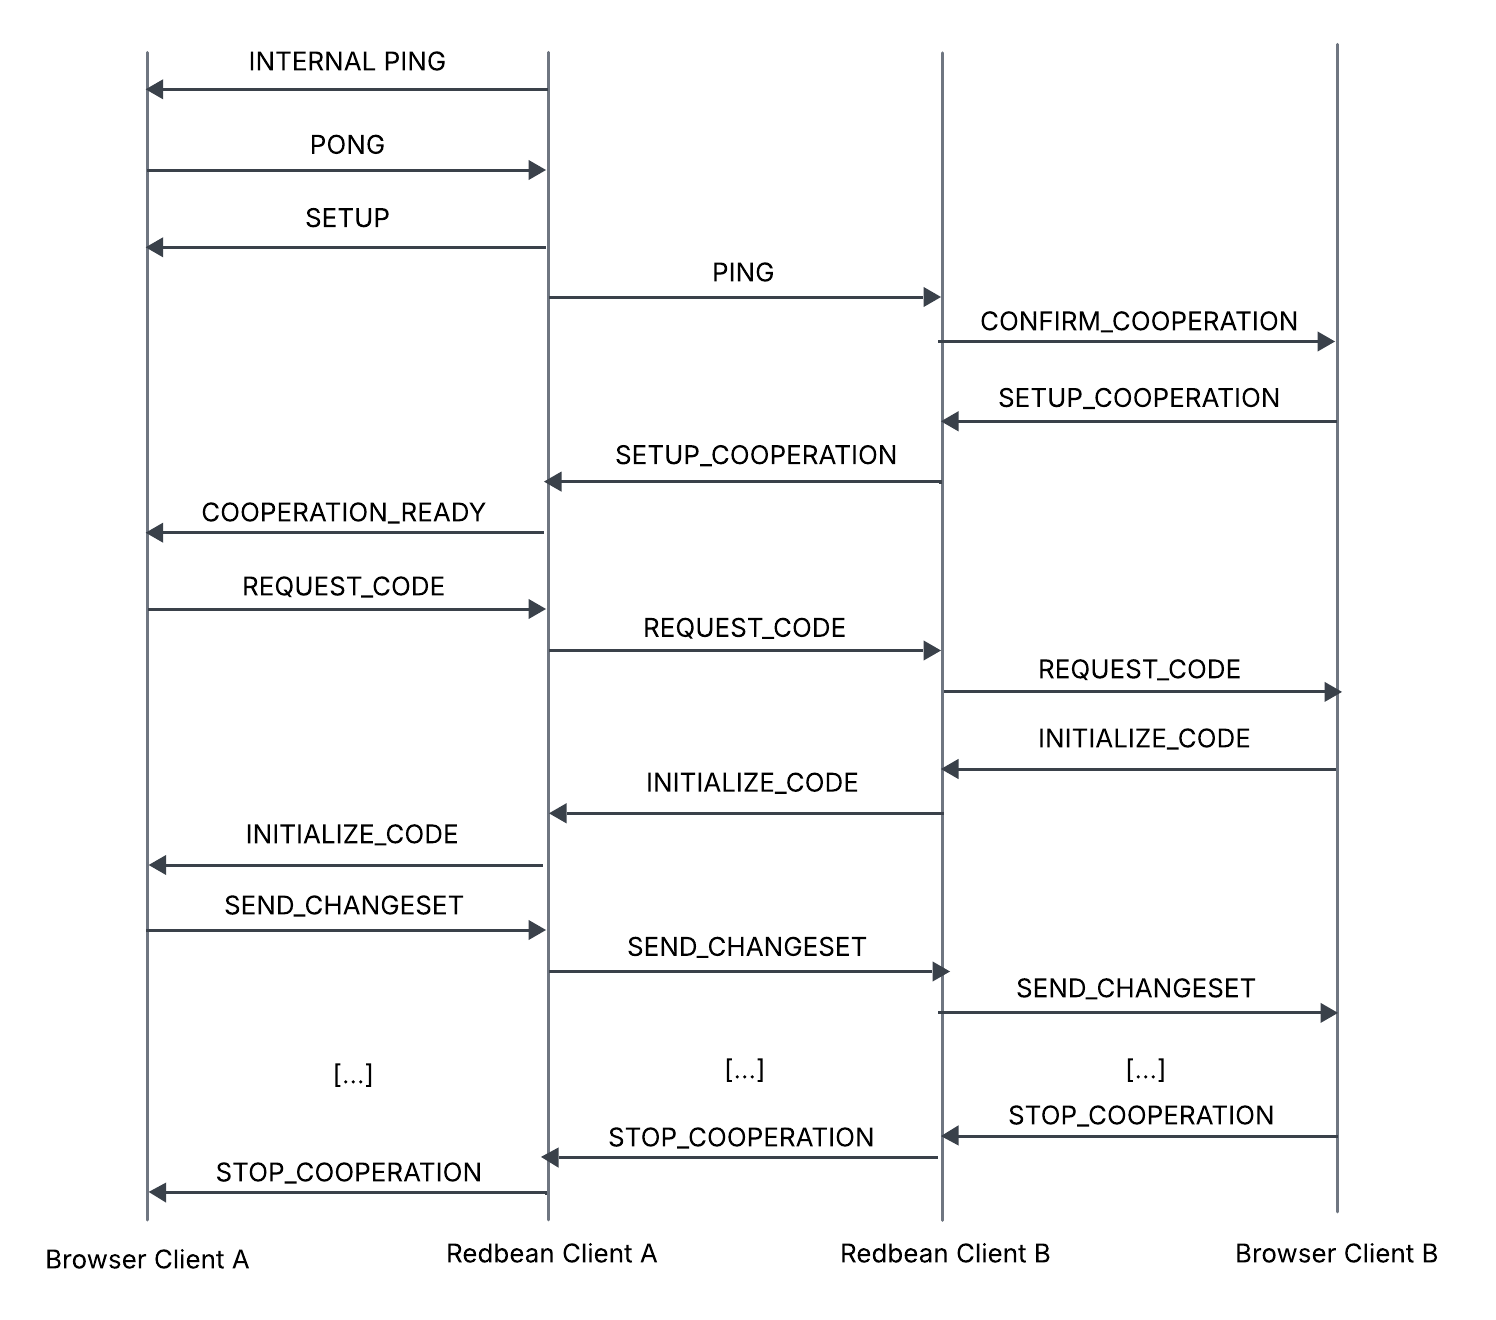 INTERNAL PING
PONG
SETUP
PING
CONFIRM_COOPERATION
SETUP_COOPERATION
SETUP_COOPERATION
COOPERATION_READY
REQUEST_CODE
REQUEST_CODE
REQUEST_CODE
INITIALIZE_CODE
INITIALIZE_CODE
INITIALIZE_CODE
SEND_CHANGESET
SEND_CHANGESET
SEND_CHANGESET
[...]
[...]
[...]
STOP_COOPERATION
STOP_COOPERATION
STOP_COOPERATION
Browser Client A
Redbean Client A
Redbean Client B
Browser Client B